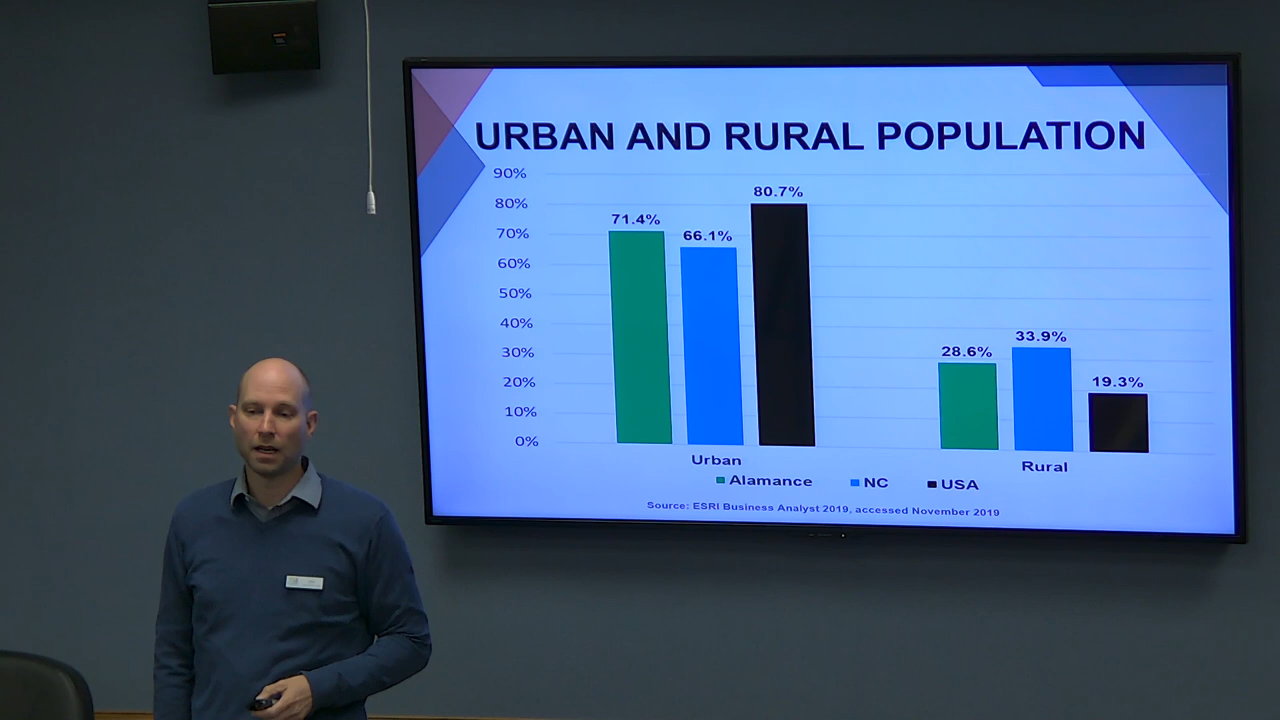 URBAN AND RURAL POPULATION
90%
80%
70%
60%
50%
40%
30%
20%
10%
0%
71.4%
66.1%
80.7%
28.6%
33.9%
19.3%
Urban
Rural
Alamance
NC
USA
Source: ESRI Business Analyst 2019, accessed November 2019